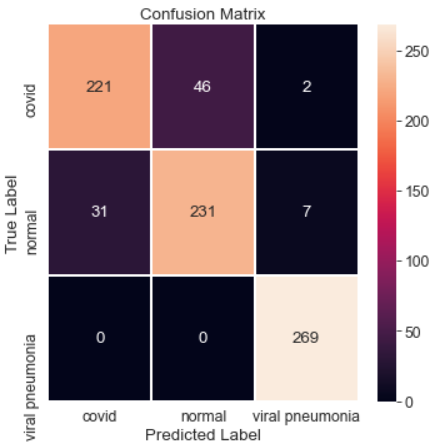 Confusion Matrix
covid
221 46 2
True Label
normal
31 231 7
viral pneumonia
0 0 269
covid normal viral pneumonia
Predicted Label
250
200
150
100
50
0